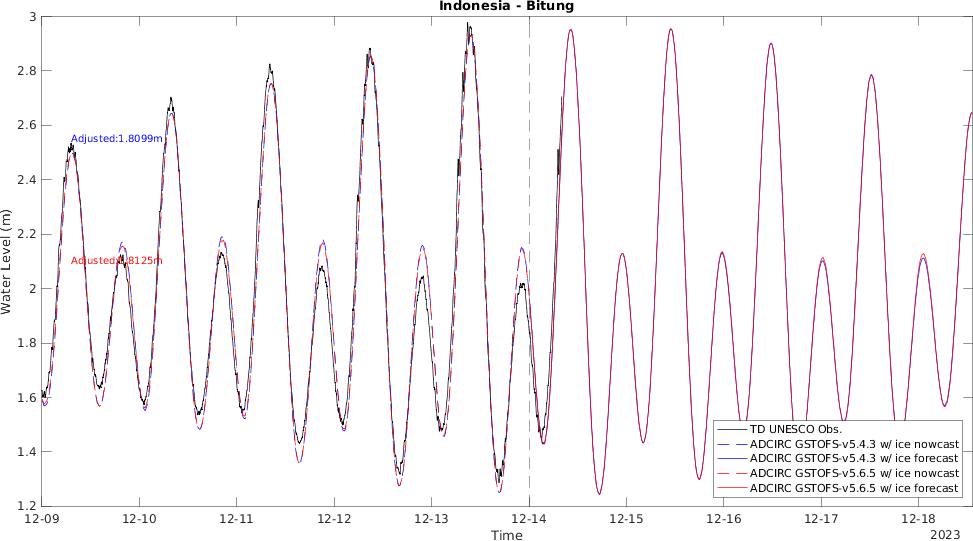 Indonesia - Bitung
3
2.8
2.6
2.4
2.2
2
1.8
1.6
1.4
1.2
Water Level (m)
Adjusted:1.8099m
Adjusted:1.8125m
12-09
12-10
12-11
12-12
12-13
12-14
12-15
12-16
12-17
12-18
Time
2023
TD UNESCO Obs.
ADCIRC GSTOFS-v5.4.3 w/ ice nowcast
ADCIRC GSTOFS-v5.4.3 w/ ice forecast
ADCIRC GSTOFS-v5.6.5 w/ ice nowcast
ADCIRC GSTOFS-v5.6.5 w/ ice forecast